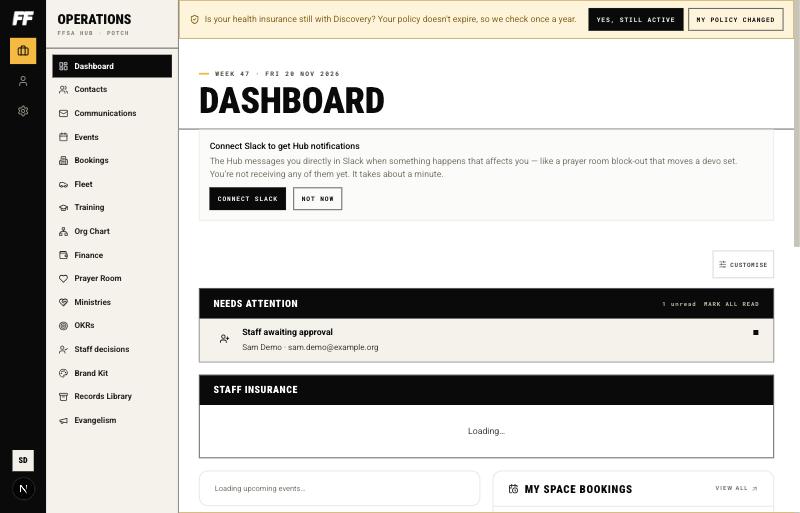 FF
OPERATIONS
FFSA HUB · POTCH
Dashboard
Contacts
Communications
Events
Bookings
Fleet
Training
Org Chart
Finance
Prayer Room
Ministries
OKRs
Staff decisions
Brand Kit
Records Library
Evangelism
SD
N
Is your health insurance still with Discovery? Your policy doesn't expire, so we check once a year.
YES, STILL ACTIVE
MY POLICY CHANGED
WEEK 47 · FRI 20 NOV 2026
DASHBOARD
Connect Slack to get Hub notifications
The Hub messages you directly in Slack when something happens that affects you — like a prayer room block-out that moves a devo set.
You're not receiving any of them yet. It takes about a minute.
CONNECT SLACK
NOT NOW
CUSTOMISE
NEEDS ATTENTION
1 unread MARK ALL READ
Staff awaiting approval
Sam Demo · sam.demo@example.org
STAFF INSURANCE
Loading…
Loading upcoming events…
MY SPACE BOOKINGS
VIEW ALL